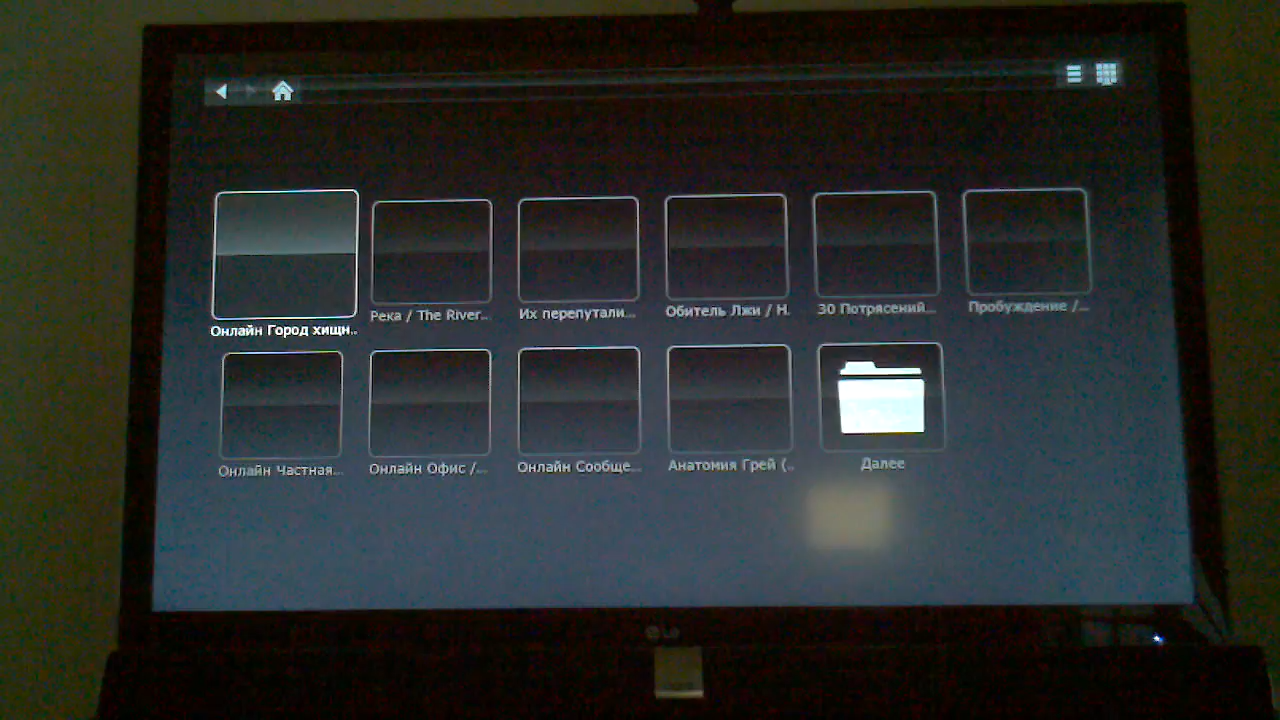 Онлайн Город хищн..
Река / The River...
Их перепутали...
Обитель Лжи / H.
30 Потрясений...
Пробуждение /...
Онлайн Частная...
Онлайн Офис /...
Онлайн Сообще...
Анатомия Грей (..
Далее
LG